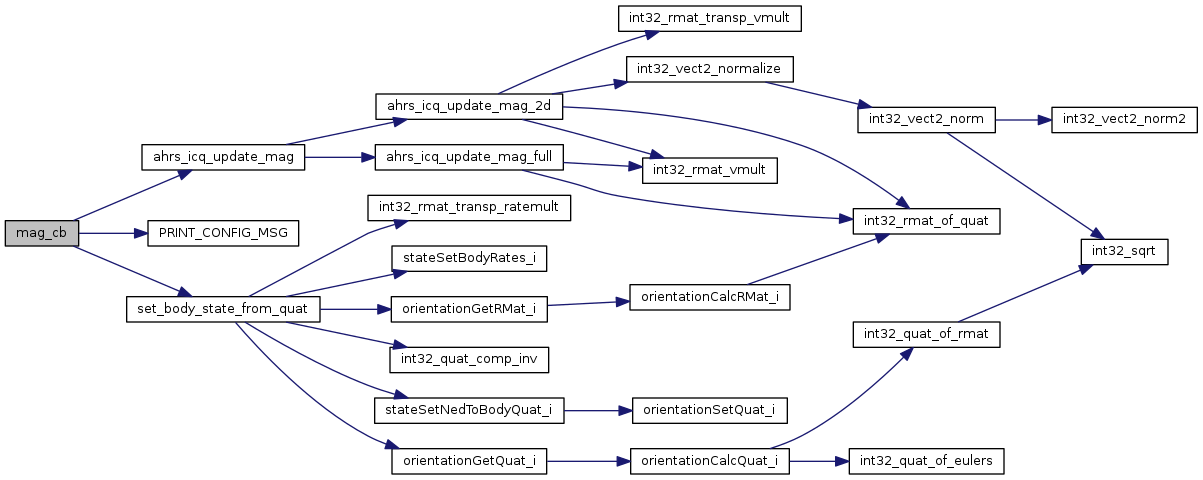 int32_rmat_transp_vmult
int32_vect2_normalize
ahrs_icq_update_mag_2d
int32_vect2_norm
int32_vect2_norm2
ahrs_icq_update_mag
ahrs_icq_update_mag_full
int32_rmat_vmult
int32_rmat_transp_ratemult
int32_rmat_of_quat
mag_cb
PRINT_CONFIG_MSG
stateSetBodyRates_i
int32_sqrt
set_body_state_from_quat
orientationGetRMat_i
orientationCalcRMat_i
int32_quat_of_rmat
int32_quat_comp_inv
stateSetNedToBodyQuat_i
orientationSetQuat_i
orientationGetQuat_i
orientationCalcQuat_i
int32_quat_of_eulers